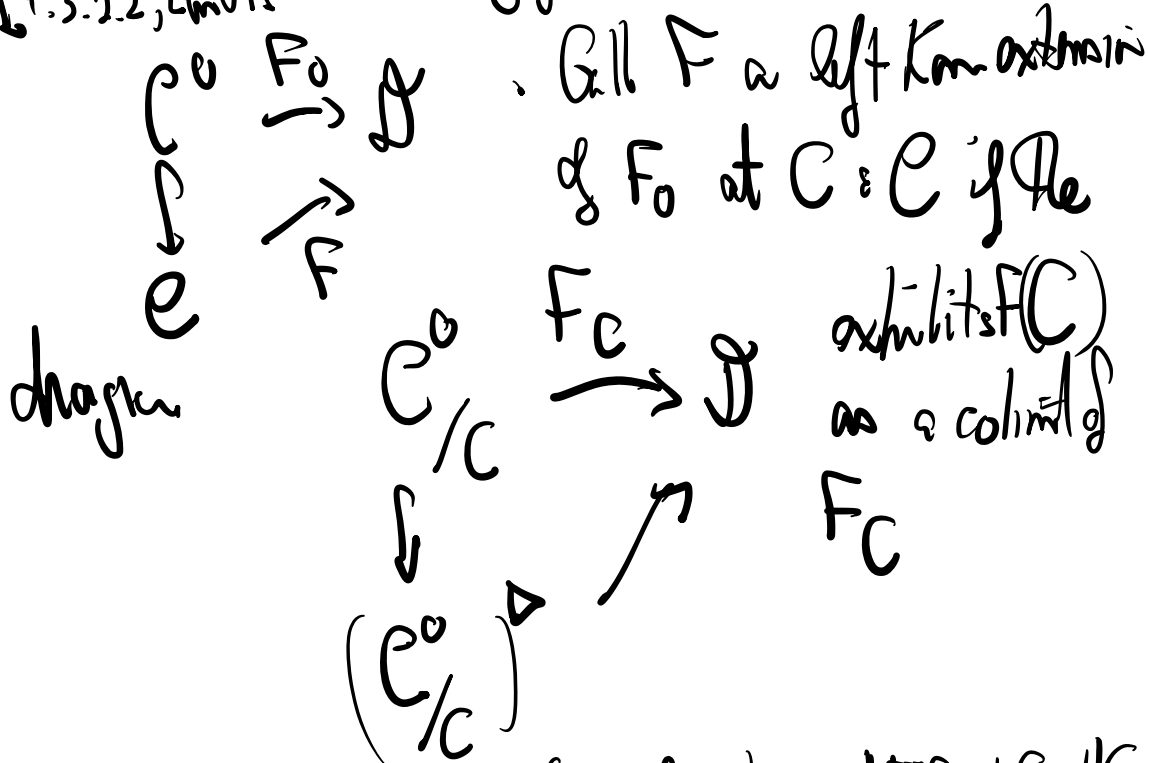 C⁰ F₀ → D . Call F a left Kan extension
of F₀ at C : C if the
↪ C → F
diagram C⁰/C F_C → D exhibits F(C)
as a colimit of
F_C
(C⁰/C)▷